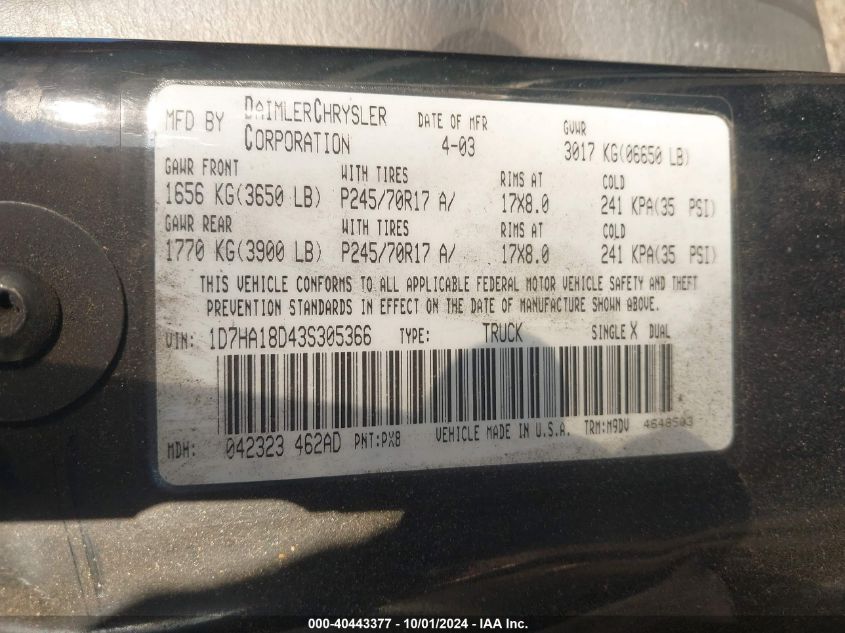 MFD BY DAIMLERCHRYSLER CORPORATION DATE OF MFR 4-03 GVWR 3017 KG(06650 LB)
GAWR FRONT WITH TIRES RIMS AT COLD
1656 KG(3650 LB) P245/70R17 A/ 17X8.0 241 KPA(35 PSI)
GAWR REAR WITH TIRES RIMS AT COLD
1770 KG(3900 LB) P245/70R17 A/ 17X8.0 241 KPA(35 PSI)
THIS VEHICLE CONFORMS TO ALL APPLICABLE FEDERAL MOTOR VEHICLE SAFETY AND THEFT
PREVENTION STANDARDS IN EFFECT ON THE DATE OF MANUFACTURE SHOWN ABOVE.
VIN: 1D7HA18D43S305366 TYPE: TRUCK SINGLE X DUAL
MDH: 042323 462AD PNT:PX8 VEHICLE MADE IN U.S.A. TRM:M9DV 4648503
000-40443377 - 10/01/2024 - IAA Inc.